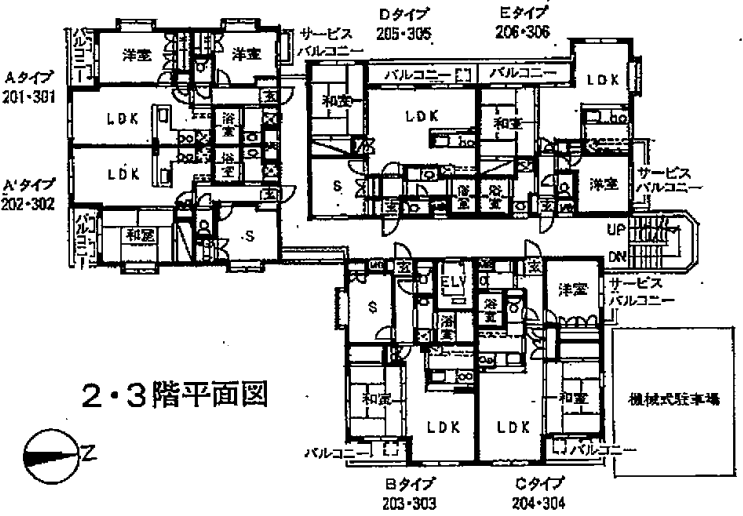 Dタイプ
205・305
Eタイプ
206・306
サービス
バルコニー
バルコニー
洋室
洋室
バルコニー
バルコニー
LDK
Aタイプ
201・301
玄
和室
LDK
和室
LDK
浴室
浴室
LDK
A'タイプ
202・302
玄
S
浴室
浴室
洋室
サービス
バルコニー
玄
玄
バルコニー
和室
S
UP
DN
玄
ELV
玄
洋室
サービス
バルコニー
S
浴室
浴室
2・3階平面図
和室
和室
機械式駐車場
LDK
LDK
Z
バルコニー
バルコニー
Bタイプ
203・303
Cタイプ
204・304